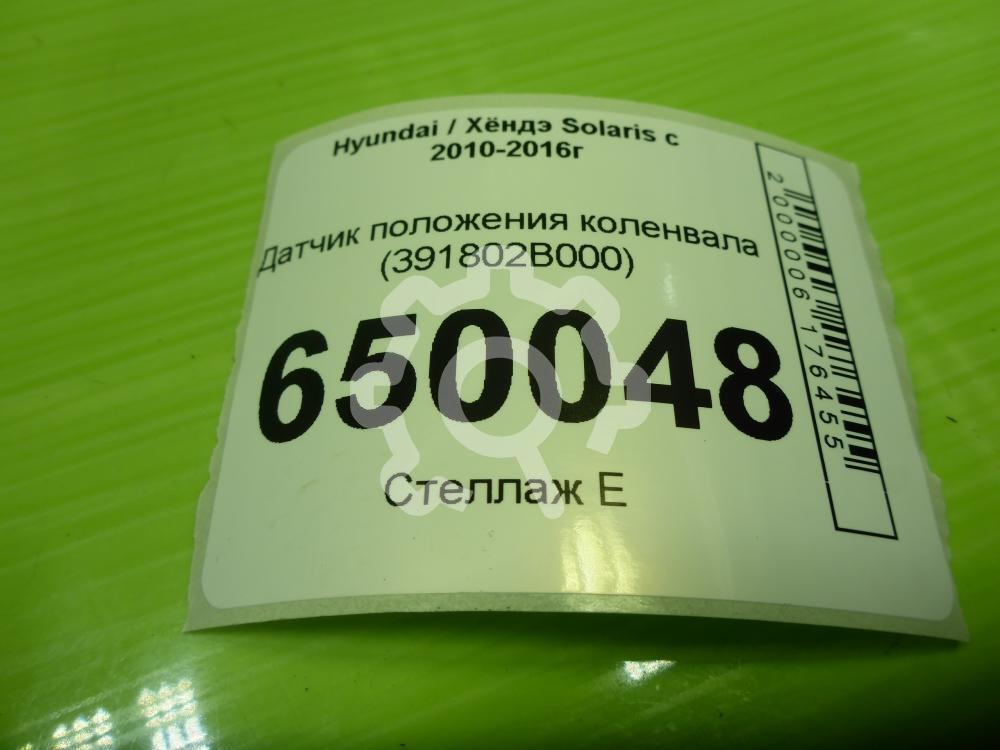 Hyundai / Хёндэ Solaris с
2010-2016г
Датчик положения коленвала
(391802B000)
650048
Стеллаж Е
2000006176455